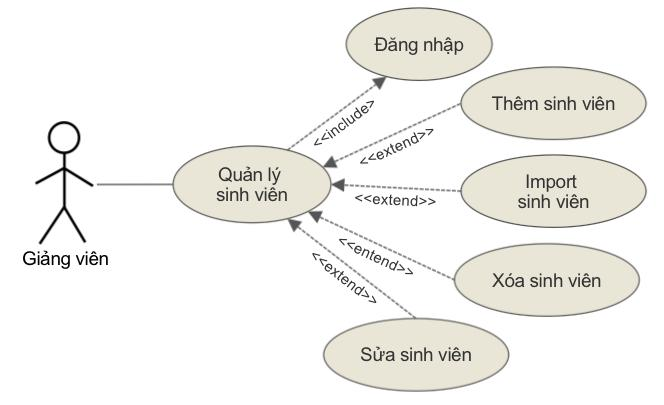 Đăng nhập
<<include>
Thêm sinh viên
<<extend>>
Quản lý
sinh viên
Import
sinh viên
<<extend>>
Giảng viên
<<entend>>
Xóa sinh viên
<<extend>>
Sửa sinh viên